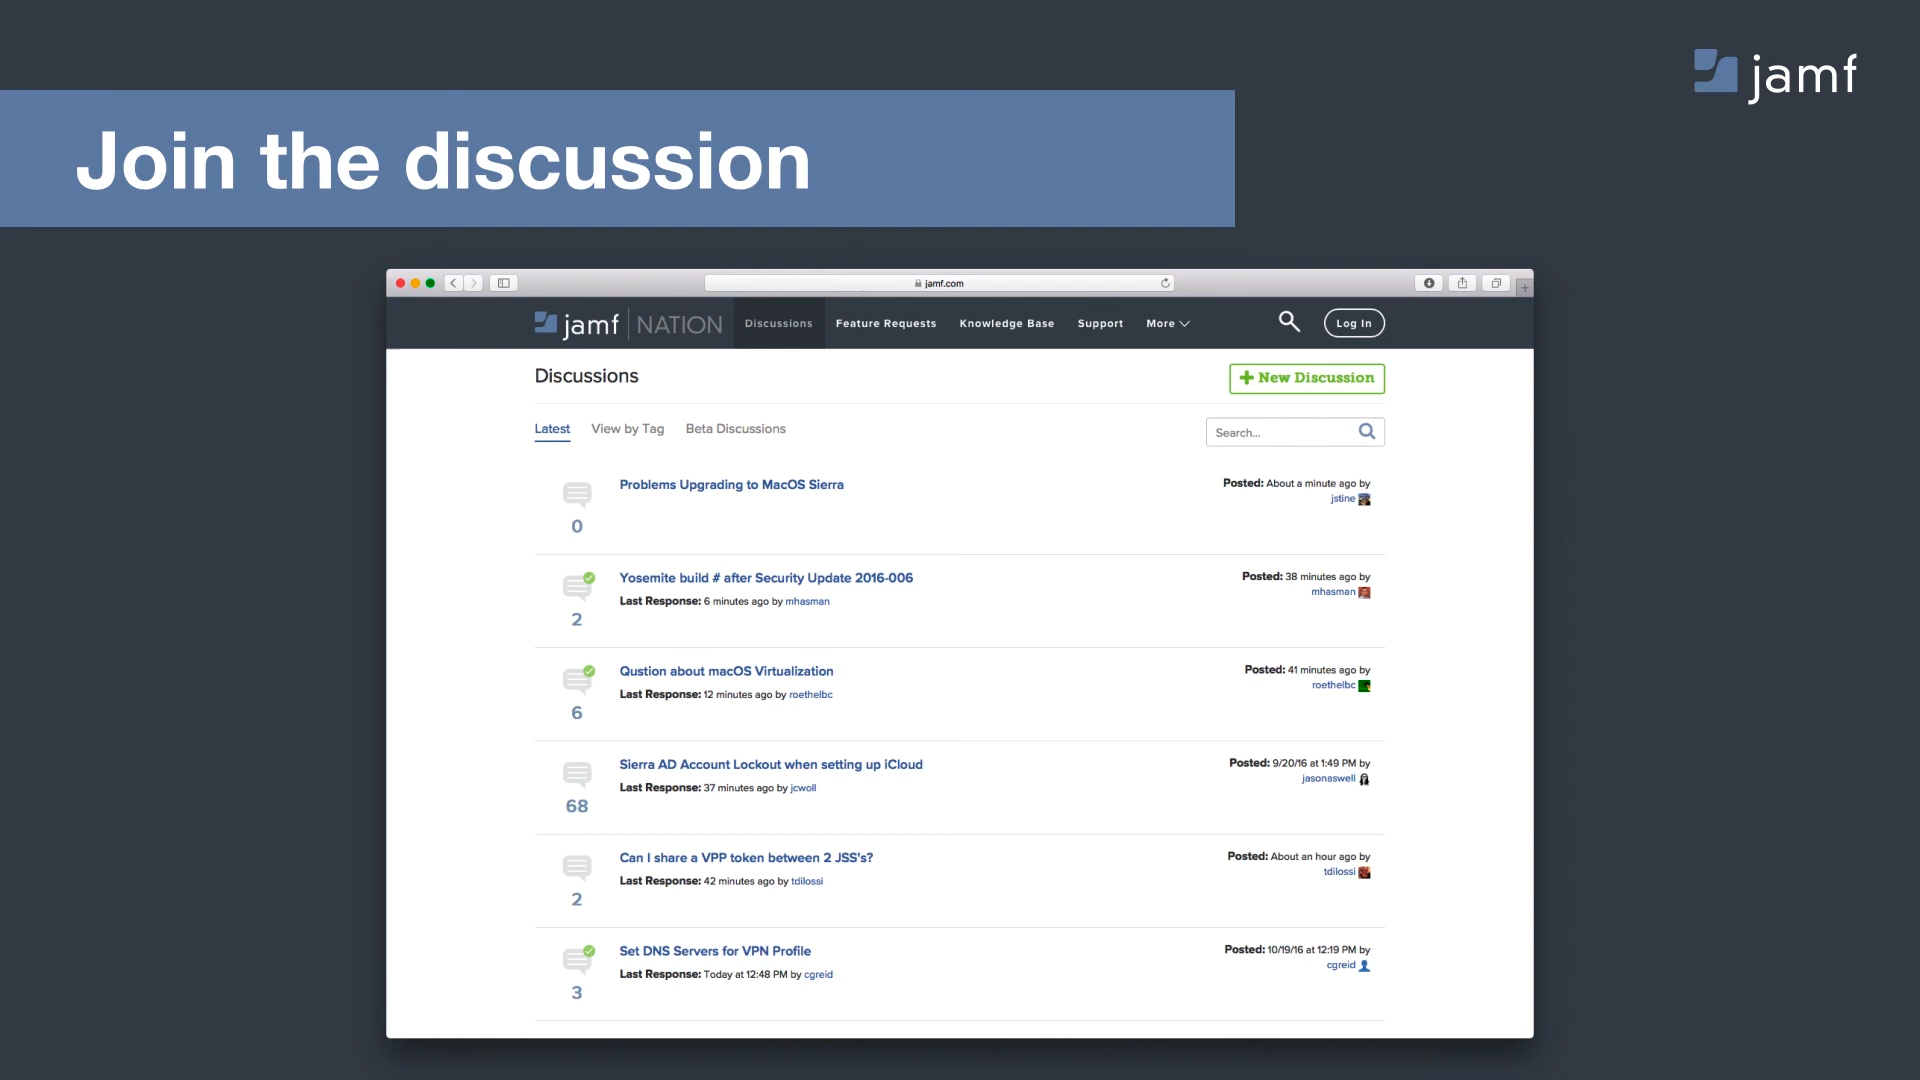 jamf
Join the discussion
jamf.com
jamf NATION Discussions Feature Requests Knowledge Base Support More Log In
Discussions
New Discussion
Latest View by Tag Beta Discussions
Search...
Problems Upgrading to MacOS Sierra
Posted: About a minute ago by
jstine
0
Yosemite build # after Security Update 2016-006
Posted: 38 minutes ago by
mhasman
Last Response: 6 minutes ago by mhasman
2
Qustion about macOS Virtualization
Posted: 41 minutes ago by
roethelbc
Last Response: 12 minutes ago by roethelbc
6
Sierra AD Account Lockout when setting up iCloud
Posted: 9/20/16 at 1:49 PM by
jasonaswell
Last Response: 37 minutes ago by jcwoll
68
Can I share a VPP token between 2 JSS's?
Posted: About an hour ago by
tdilossi
Last Response: 42 minutes ago by tdilossi
2
Set DNS Servers for VPN Profile
Posted: 10/19/16 at 12:19 PM by
cgreid
Last Response: Today at 12:48 PM by cgreid
3